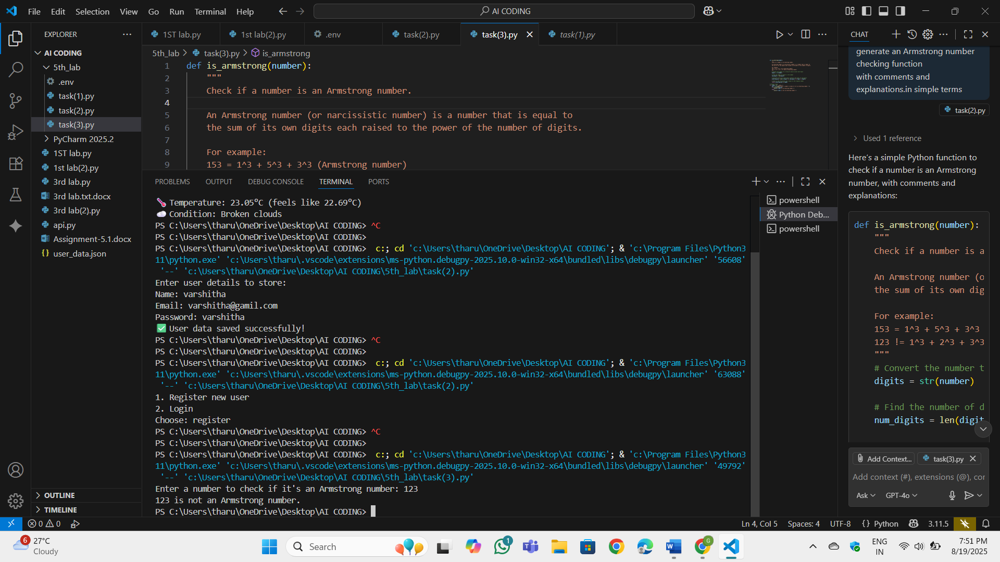 File Edit Selection View Go Run Terminal Help
AI CODING
EXPLORER
AI CODING
5th_lab
.env
task(1).py
task(2).py
task(3).py
PyCharm 2025.2
1ST lab.py
1st lab(2).py
3rd lab.py
3rd lab.txt.docx
3rd lab(2).py
api.py
Assignment-5.1.docx
user_data.json
OUTLINE
TIMELINE
1ST lab.py 1st lab(2).py .env task(2).py task(3).py task(1).py
5th_lab > task(3).py > is_armstrong
1 def is_armstrong(number):
2 """
3 Check if a number is an Armstrong number.
4
5 An Armstrong number (or narcissistic number) is a number that is equal to
6 the sum of its own digits each raised to the power of the number of digits.
7
8 For example:
9 153 = 1^3 + 5^3 + 3^3 (Armstrong number)
PROBLEMS OUTPUT DEBUG CONSOLE TERMINAL PORTS
🌡️ Temperature: 23.05°C (feels like 22.69°C)
☁️ Condition: Broken clouds
PS C:\Users\tharu\OneDrive\Desktop\AI CODING> ^C
PS C:\Users\tharu\OneDrive\Desktop\AI CODING>
PS C:\Users\tharu\OneDrive\Desktop\AI CODING>  c:; cd 'c:\Users\tharu\OneDrive\Desktop\AI CODING'; & 'c:\Program Files\Python3
11\python.exe' 'c:\Users\tharu\.vscode\extensions\ms-python.debugpy-2025.10.0-win32-x64\bundled\libs\debugpy\launcher' '56608'
'--' 'c:\Users\tharu\OneDrive\Desktop\AI CODING\5th_lab\task(2).py'
Enter user details to store:
Name: varshitha
Email: varshitha@gamil.com
Password: varshitha
✅ User data saved successfully!
PS C:\Users\tharu\OneDrive\Desktop\AI CODING> ^C
PS C:\Users\tharu\OneDrive\Desktop\AI CODING>
PS C:\Users\tharu\OneDrive\Desktop\AI CODING>  c:; cd 'c:\Users\tharu\OneDrive\Desktop\AI CODING'; & 'c:\Program Files\Python3
11\python.exe' 'c:\Users\tharu\.vscode\extensions\ms-python.debugpy-2025.10.0-win32-x64\bundled\libs\debugpy\launcher' '63088'
'--' 'c:\Users\tharu\OneDrive\Desktop\AI CODING\5th_lab\task(2).py'
1. Register new user
2. Login
Choose: register
PS C:\Users\tharu\OneDrive\Desktop\AI CODING> ^C
PS C:\Users\tharu\OneDrive\Desktop\AI CODING>
PS C:\Users\tharu\OneDrive\Desktop\AI CODING>  c:; cd 'c:\Users\tharu\OneDrive\Desktop\AI CODING'; & 'c:\Program Files\Python3
11\python.exe' 'c:\Users\tharu\.vscode\extensions\ms-python.debugpy-2025.10.0-win32-x64\bundled\libs\debugpy\launcher' '49792'
'--' 'c:\Users\tharu\OneDrive\Desktop\AI CODING\5th_lab\task(3).py'
Enter a number to check if it's an Armstrong number: 123
123 is not an Armstrong number.
PS C:\Users\tharu\OneDrive\Desktop\AI CODING>
powershell
Python Deb...
powershell
CHAT
generate an Armstrong number
checking function
with comments and
explanations.in simple terms
task(2).py
Used 1 reference
Here's a simple Python function to
check if a number is an Armstrong
number, with comments and
explanations:
def is_armstrong(number):
"""
Check if a number is a
An Armstrong number (o
the sum of its own dig
For example:
153 = 1^3 + 5^3 + 3^3
123 != 1^3 + 2^3 + 3^3
"""
# Convert the number t
digits = str(number)
# Find the number of d
num_digits = len(digit
Add Context... task(3).py
Add context (#), extensions (@), cor
Ask GPT-4o
0 0
Ln 4, Col 5 Spaces: 4 UTF-8 {} Python 3.11.5
6
27°C
Cloudy
Search
1
G
ENG
IN
7:51 PM
8/19/2025